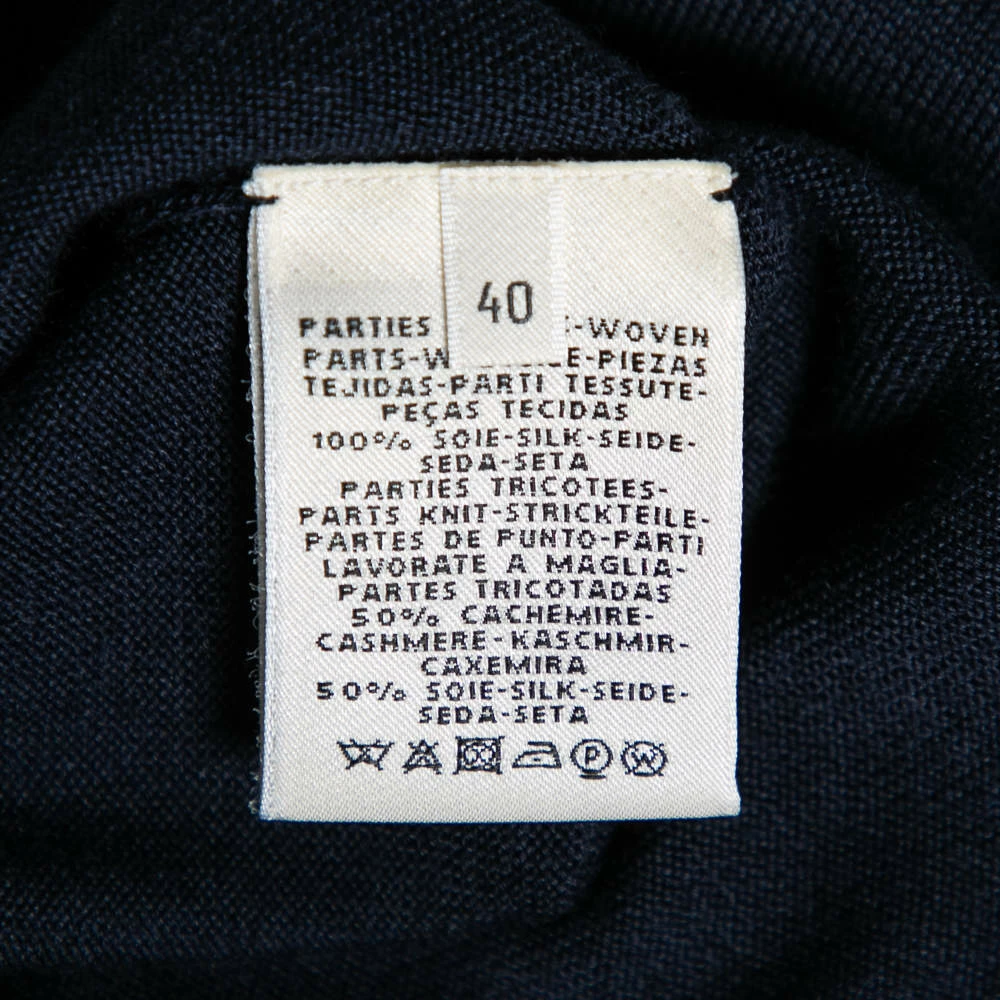 40
PARTIES -WOVEN
PARTS-W E-PIEZAS
TEJIDAS-PARTI TESSUTE-
PEÇAS TECIDAS
100% SOIE-SILK-SEIDE-
SEDA-SETA
PARTIES TRICOTEES-
PARTS KNIT-STRICKTEILE-
PARTES DE PUNTO-PARTI
LAVORATE A MAGLIA-
PARTES TRICOTADAS
50% CACHEMIRE-
CASHMERE-KASCHMIR-
CAXEMIRA
50% SOIE-SILK-SEIDE-
SEDA-SETA
P W